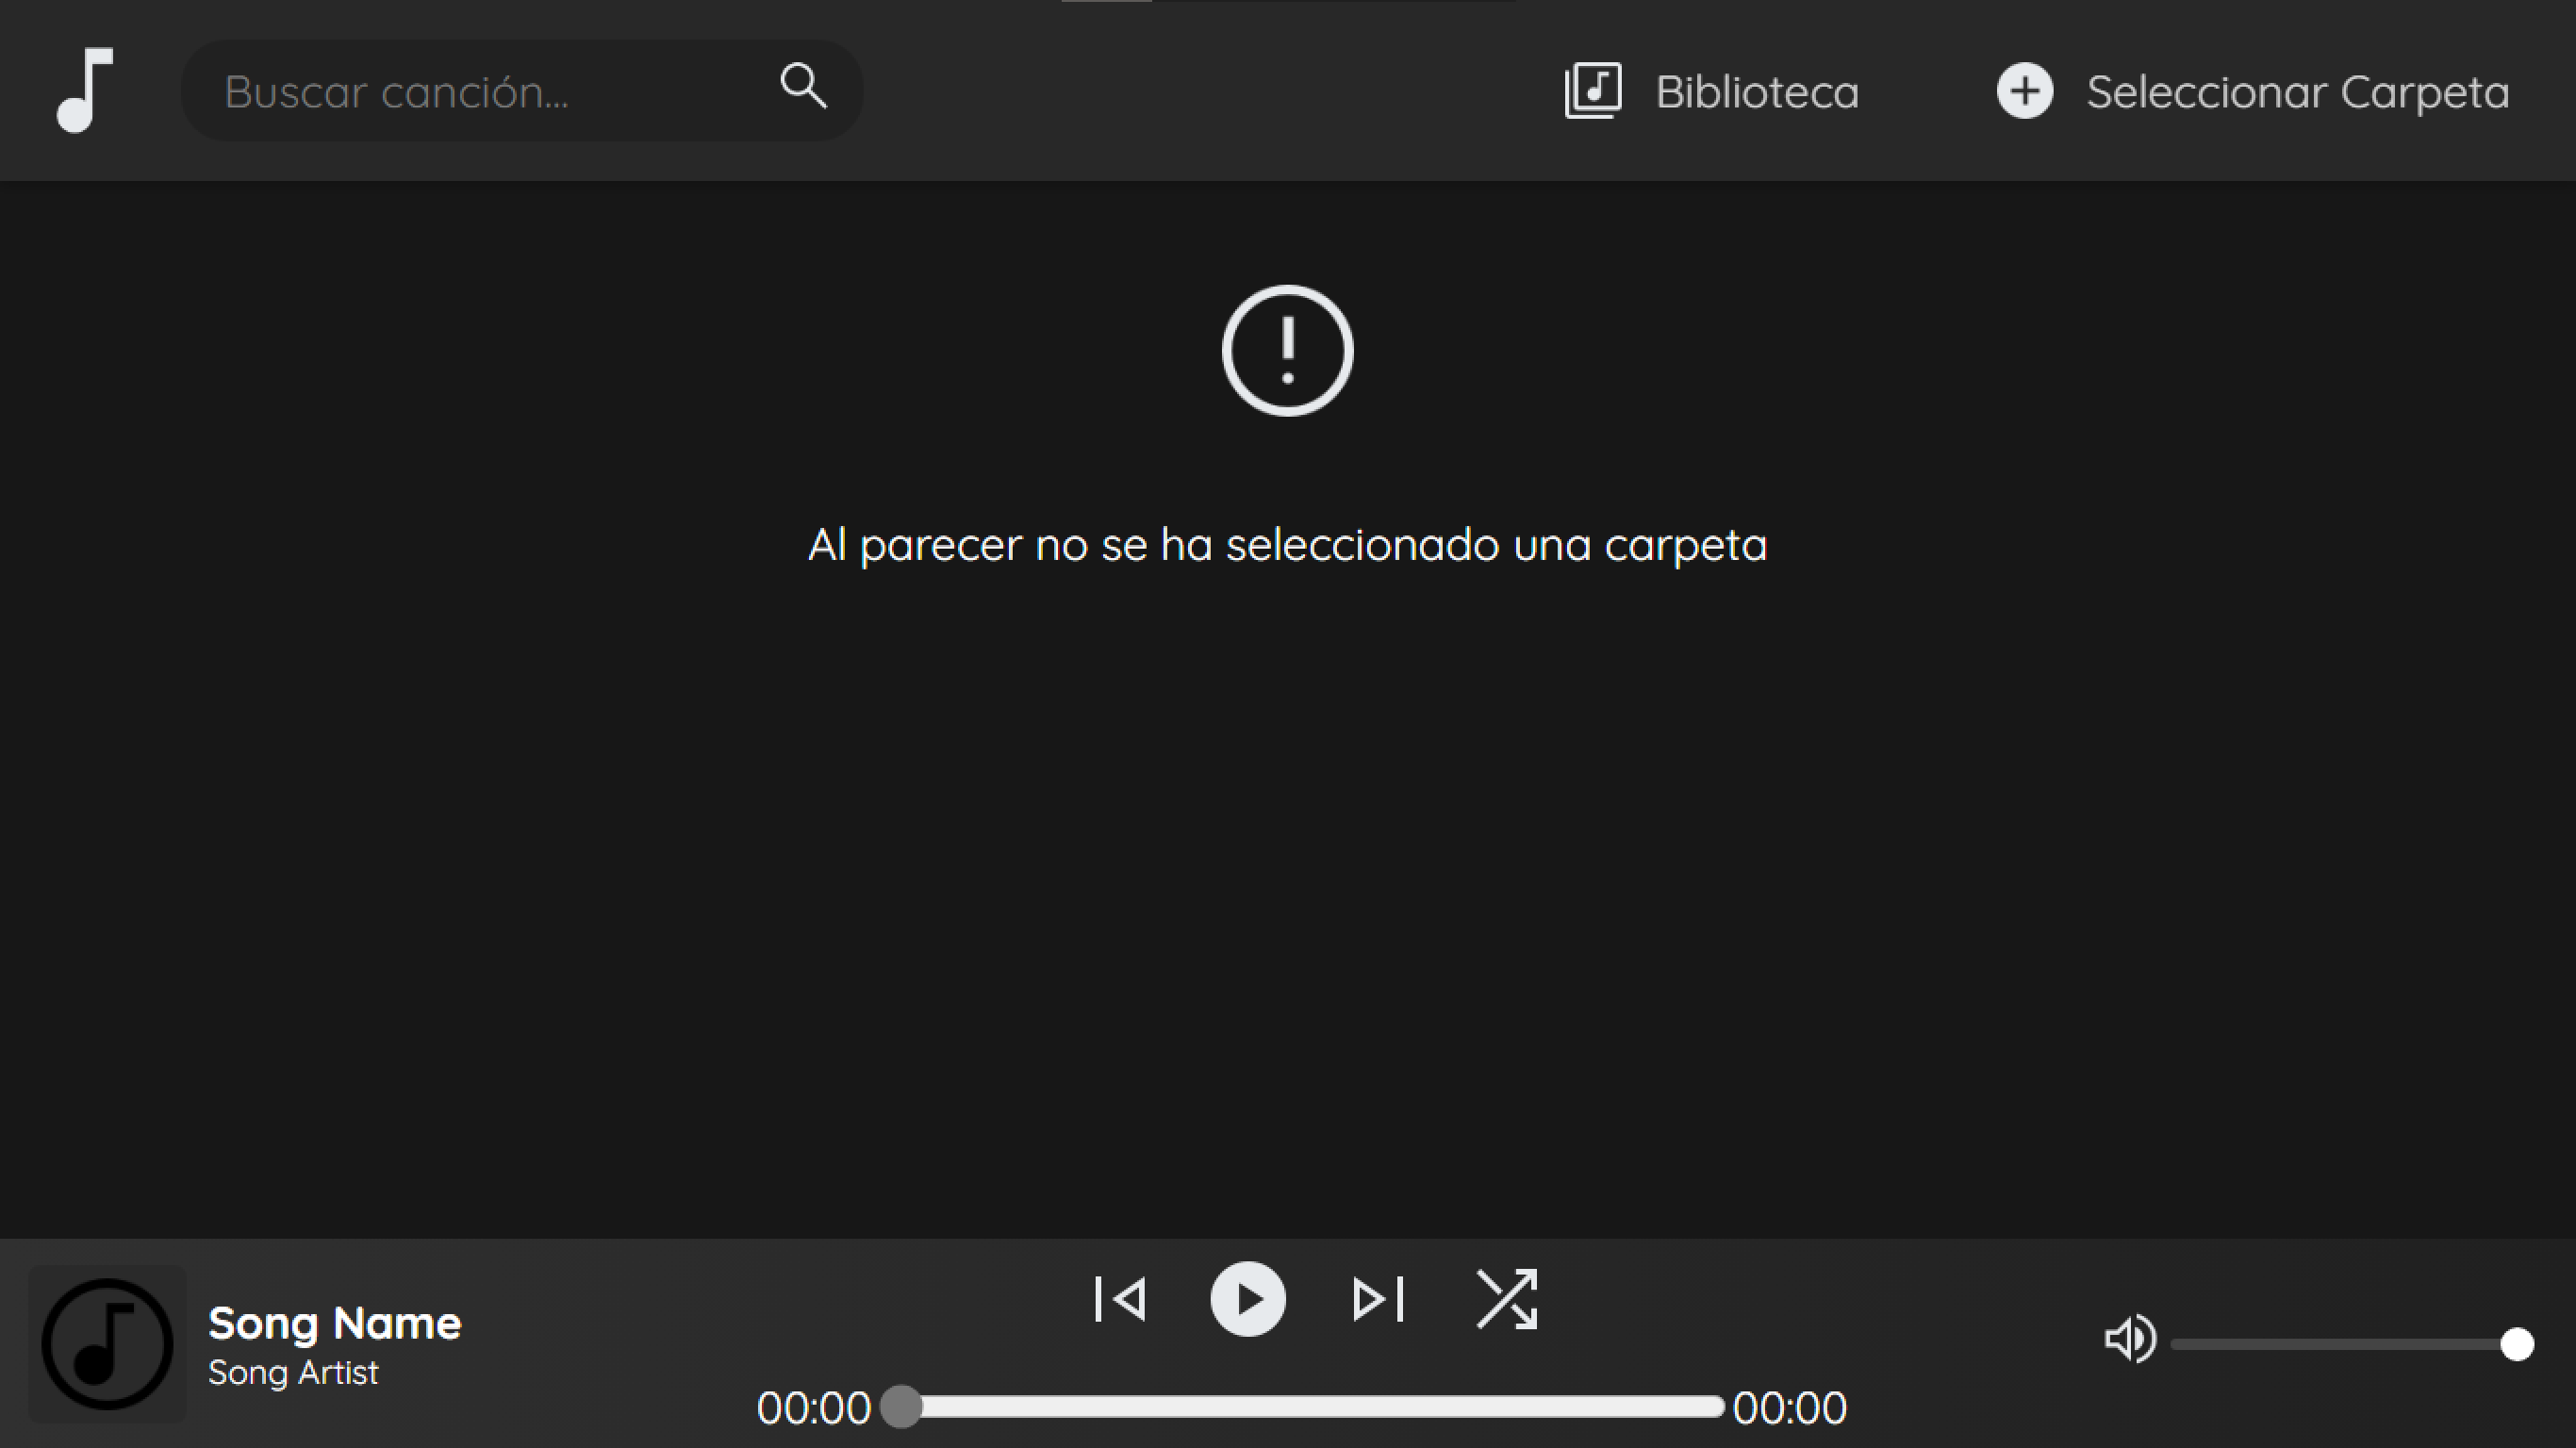 Buscar canción...
Biblioteca
Seleccionar Carpeta
Al parecer no se ha seleccionado una carpeta
Song Name
Song Artist
00:00
00:00